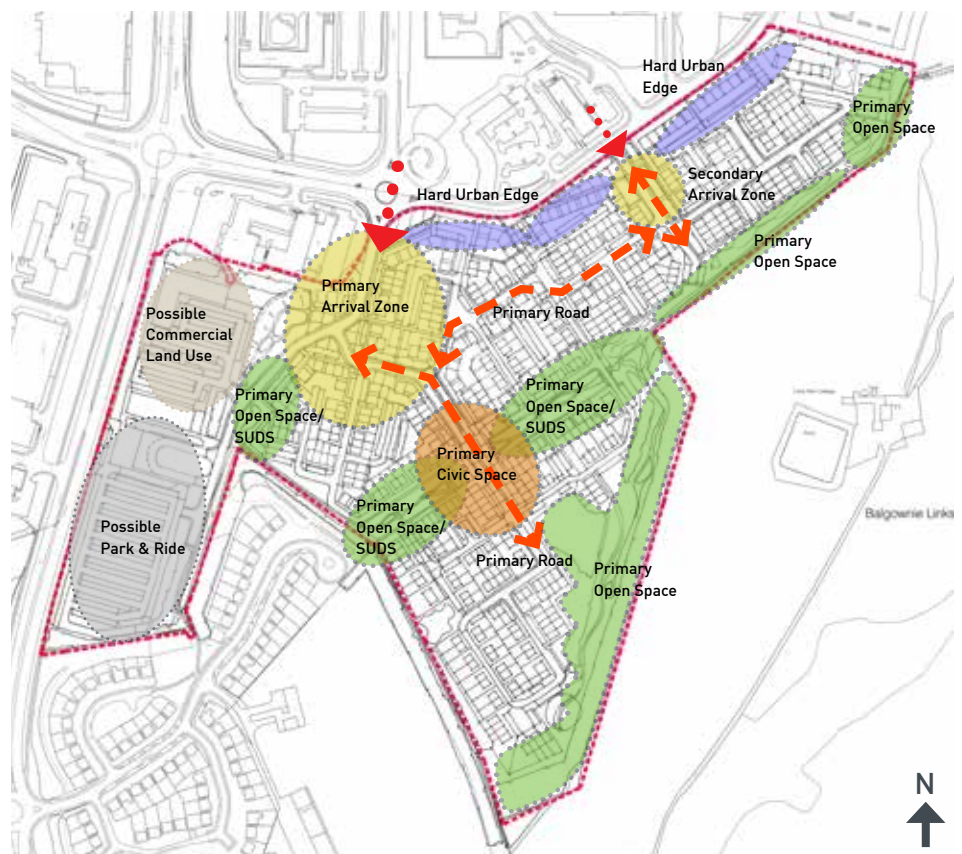 Hard Urban
Edge
Primary
Open Space
Secondary
Arrival Zone
Hard Urban Edge
Primary
Open Space
Primary
Arrival Zone
Possible
Commercial
Land Use
Primary Road
Primary
Open Space/
SUDS
Primary
Open Space/
SUDS
Primary
Civic Space
Primary
Open Space/
SUDS
Balgownie Links
Possible
Park & Ride
Primary Road
Primary
Open Space
N